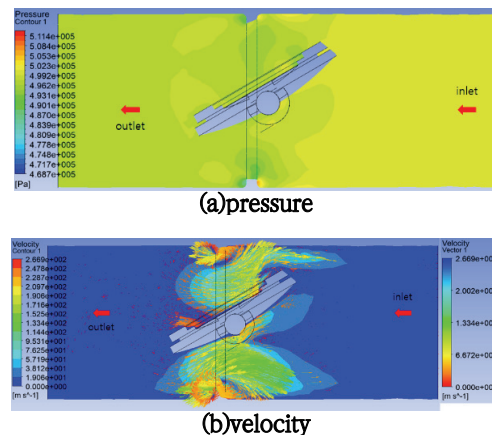 Pressure
Contour 1
5.114e+005
5.084e+005
5.053e+005
5.023e+005
4.992e+005
4.962e+005
4.931e+005
4.901e+005
4.870e+005
4.839e+005
4.809e+005
4.778e+005
4.748e+005
4.717e+005
4.687e+005
[Pa]
outlet
inlet
(a)pressure
Velocity
Contour 1
2.669e+002
2.478e+002
2.287e+002
2.097e+002
1.906e+002
1.716e+002
1.525e+002
1.334e+002
1.144e+002
9.531e+001
7.625e+001
5.719e+001
3.812e+001
1.906e+001
0.000e+000
[m s^-1]
outlet
inlet
Velocity
Vector 1
2.669e+00
2.002e+00
1.334e+00
6.672e+00
0.000e+00
[m s^-1]
(b)velocity